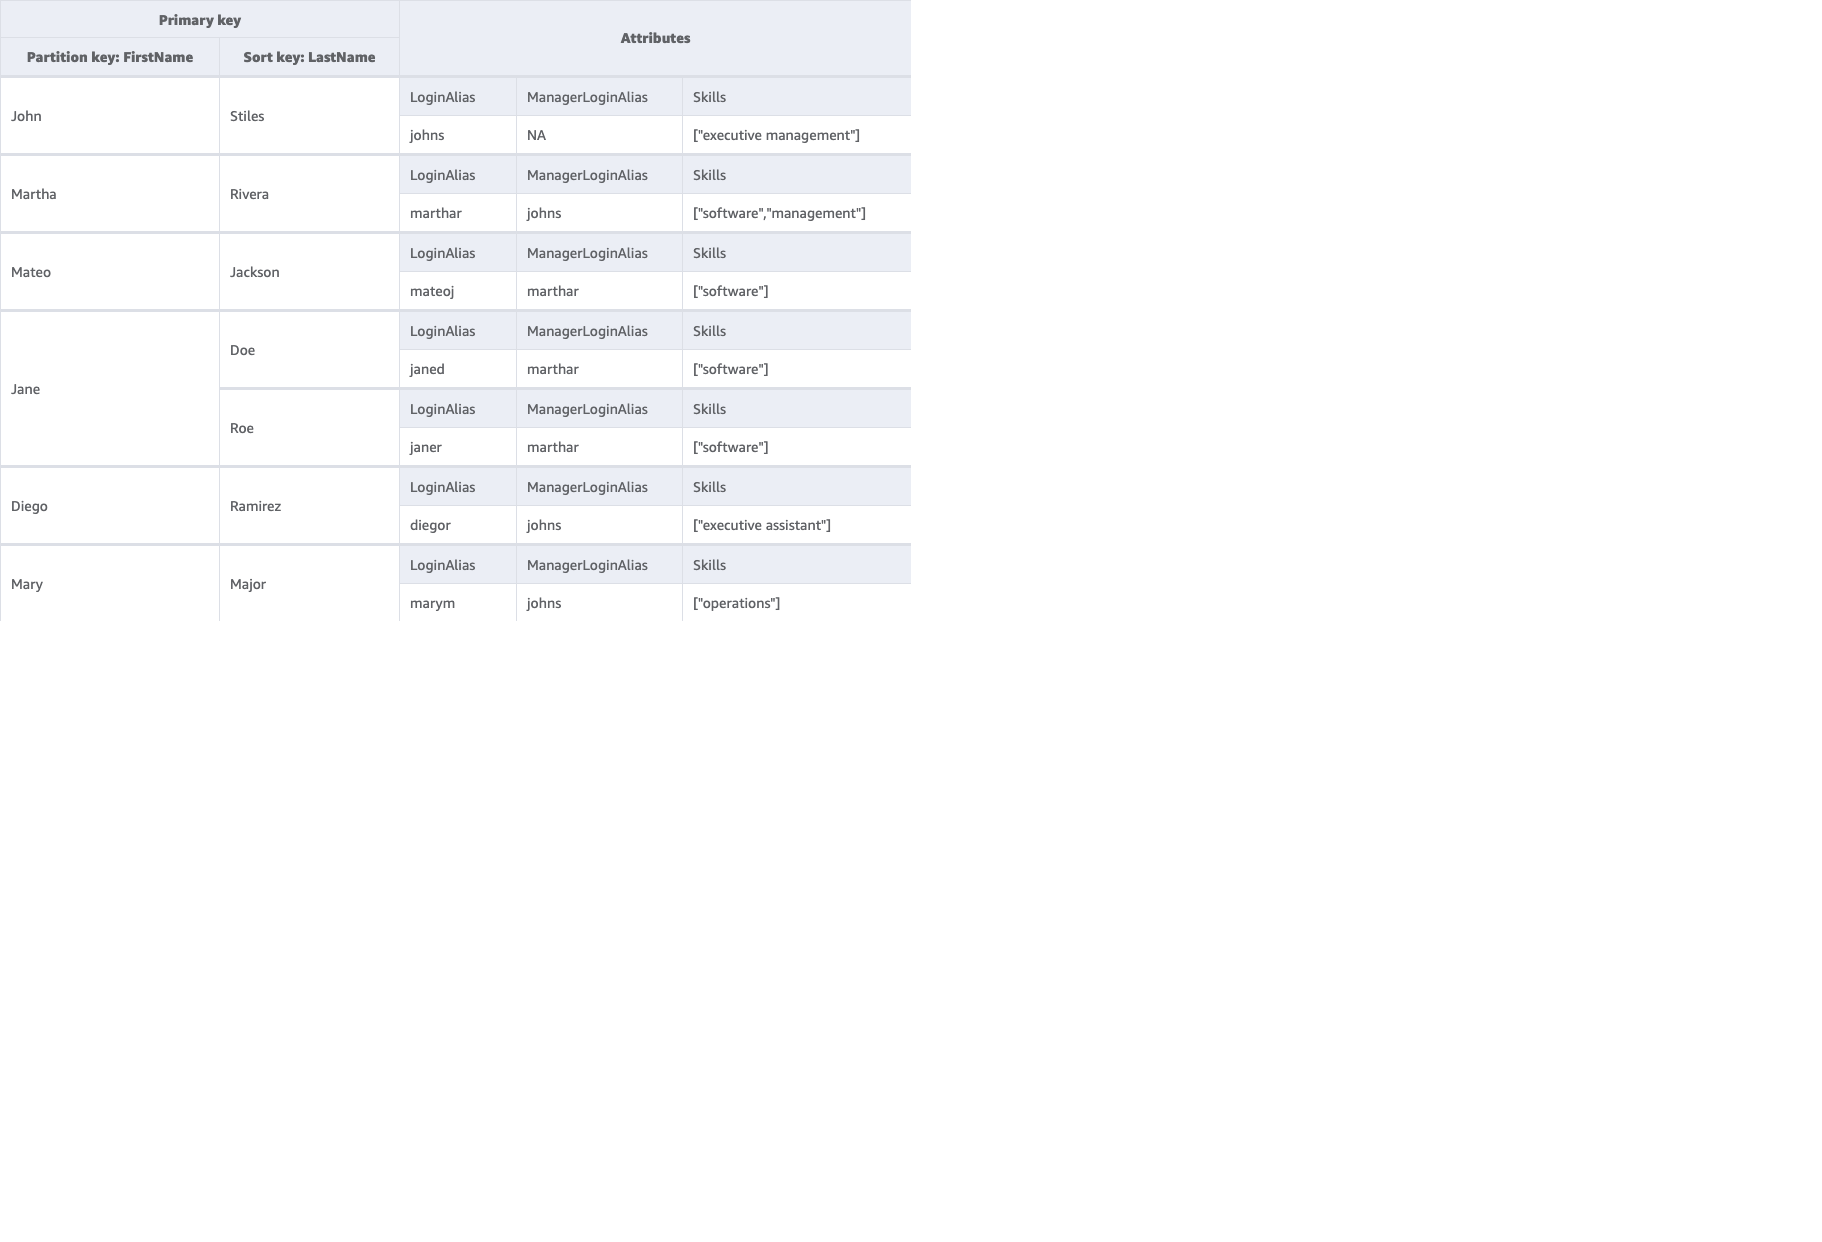 Primary key
Attributes
Partition key: FirstName Sort key: LastName
John Stiles
LoginAlias ManagerLoginAlias Skills
johns NA ["executive management"]
Martha Rivera
LoginAlias ManagerLoginAlias Skills
marthar johns ["software","management"]
Mateo Jackson
LoginAlias ManagerLoginAlias Skills
mateoj marthar ["software"]
Jane
Doe
LoginAlias ManagerLoginAlias Skills
janed marthar ["software"]
Roe
LoginAlias ManagerLoginAlias Skills
janer marthar ["software"]
Diego Ramirez
LoginAlias ManagerLoginAlias Skills
diegor johns ["executive assistant"]
Mary Major
LoginAlias ManagerLoginAlias Skills
marym johns ["operations"]